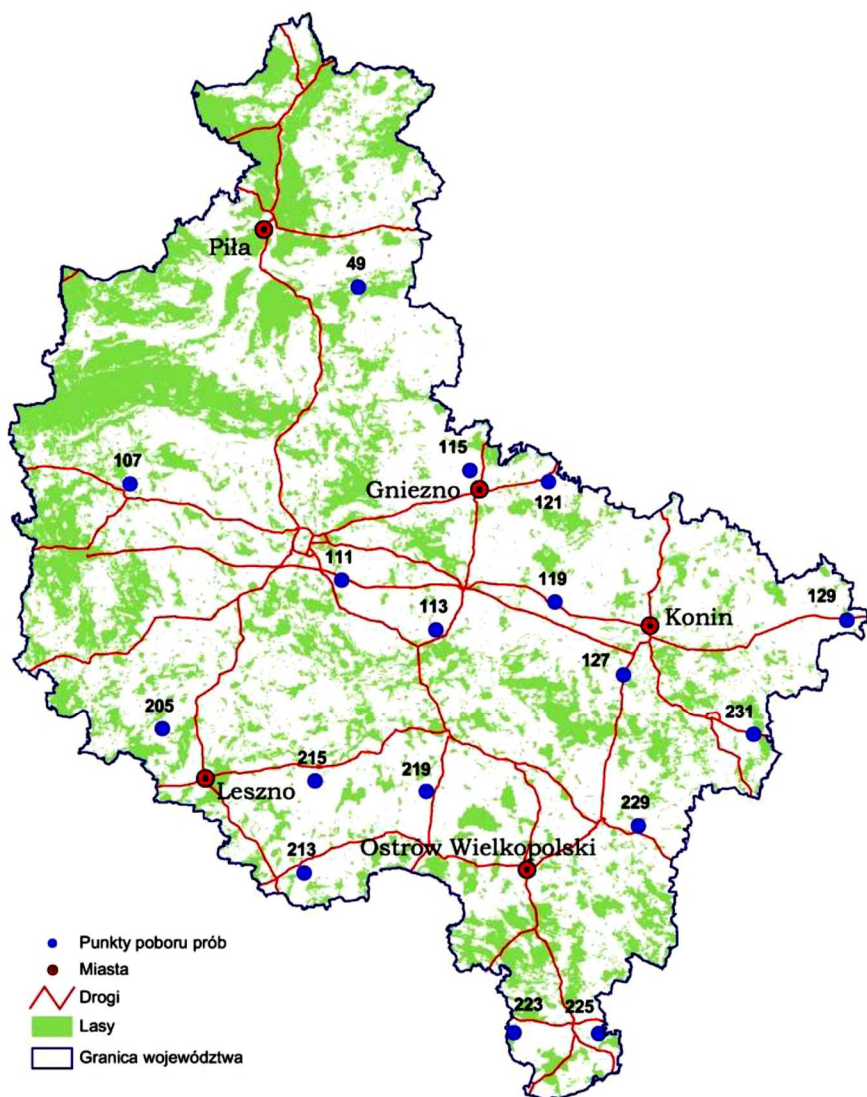 Piła
49
115
107
Gniezno
121
111
119
129
113
Konin
127
205
231
215
Leszno
219
229
213
Ostrów Wielkopolski
Punkty poboru prób
Miasta
Drogi
223
225
Lasy
Granica województwa